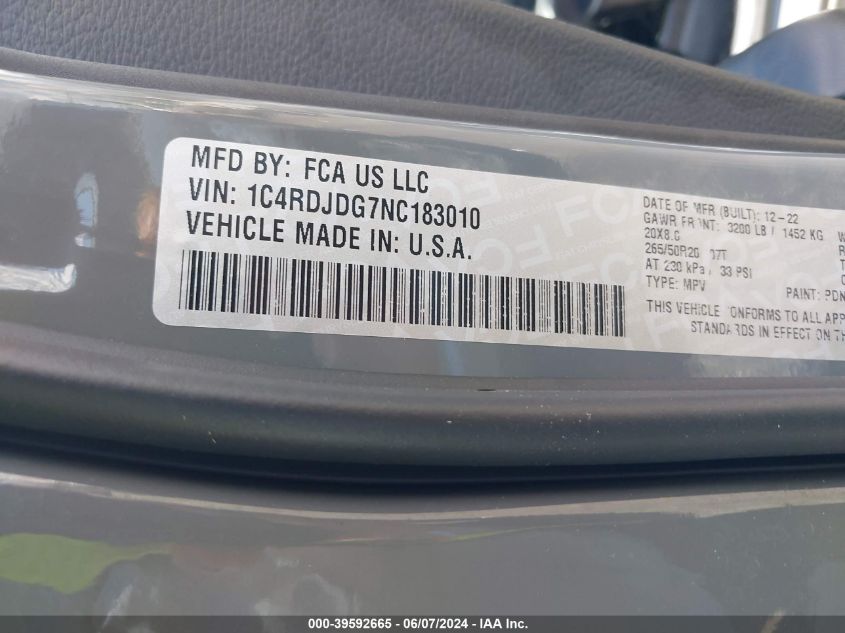 MFD BY: FCA US LLC
VIN: 1C4RDJDG7NC183010
VEHICLE MADE IN: U.S.A.
DATE OF MFR (BUILT): 12-22
GAWR FRONT: 3200 LB / 1452 KG
20X8.0
265/50R20 107T
AT 230 kPa / 33 PSI
TYPE: MPV
PAINT: PDN
THIS VEHICLE CONFORMS TO ALL APP
STANDARDS IN EFFECT ON TH
000-39592665 - 06/07/2024 - IAA Inc.